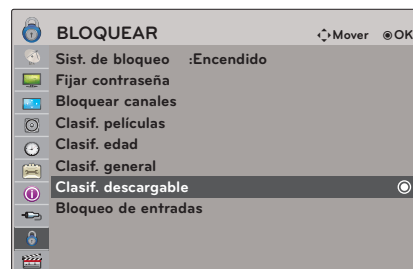 BLOQUEAR Mover OK
Sist. de bloqueo :Encendido
Fijar contraseña
Bloquear canales
Clasif. películas
Clasif. edad
Clasif. general
Clasif. descargable
Bloqueo de entradas